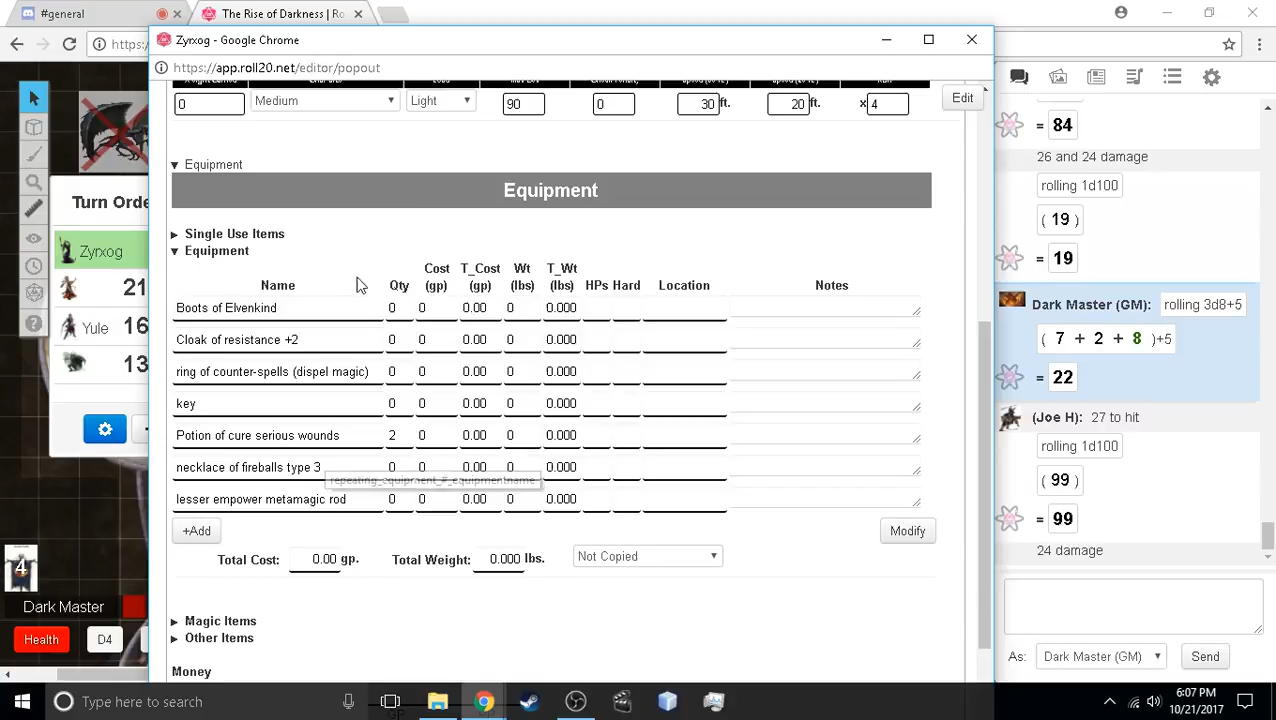 #general
The Rise of Darkness | Ro
https:/
Zyrxog - Google Chrome
https://app.roll20.net/editor/popout
0 Medium Light 90 0 30 ft. 20 ft. x 4
Edit
Equipment
Equipment
Single Use Items
Equipment
Name Qty Cost (gp) T_Cost (gp) Wt (lbs) T_Wt (lbs) HPs Hard Location Notes
Boots of Elvenkind 0 0 0.00 0 0.000
Cloak of resistance +2 0 0 0.00 0 0.000
ring of counter-spells (dispel magic) 0 0 0.00 0 0.000
key 0 0 0.00 0 0.000
Potion of cure serious wounds 2 0 0.00 0 0.000
necklace of fireballs type 3 0 0 0.00 0 0.000
repeating_equipment_#_equipmentname
lesser empower metamagic rod 0 0 0.00 0 0.000
+Add
Modify
Total Cost: 0.00 gp. Total Weight: 0.000 lbs. Not Copied
Magic Items
Other Items
Money
Turn Orde
Zyrxog
21
Yule 16
13
4
Dark Master
Health
D4
= 84
26 and 24 damage
rolling 1d100
( 19 )
= 19
Dark Master (GM): rolling 3d8+5
( 7 + 2 + 8 )+5
= 22
(Joe H): 27 to hit
rolling 1d100
( 99 )
= 99
24 damage
As: Dark Master (GM) Send
Type here to search
GP
6:07 PM
10/21/2017